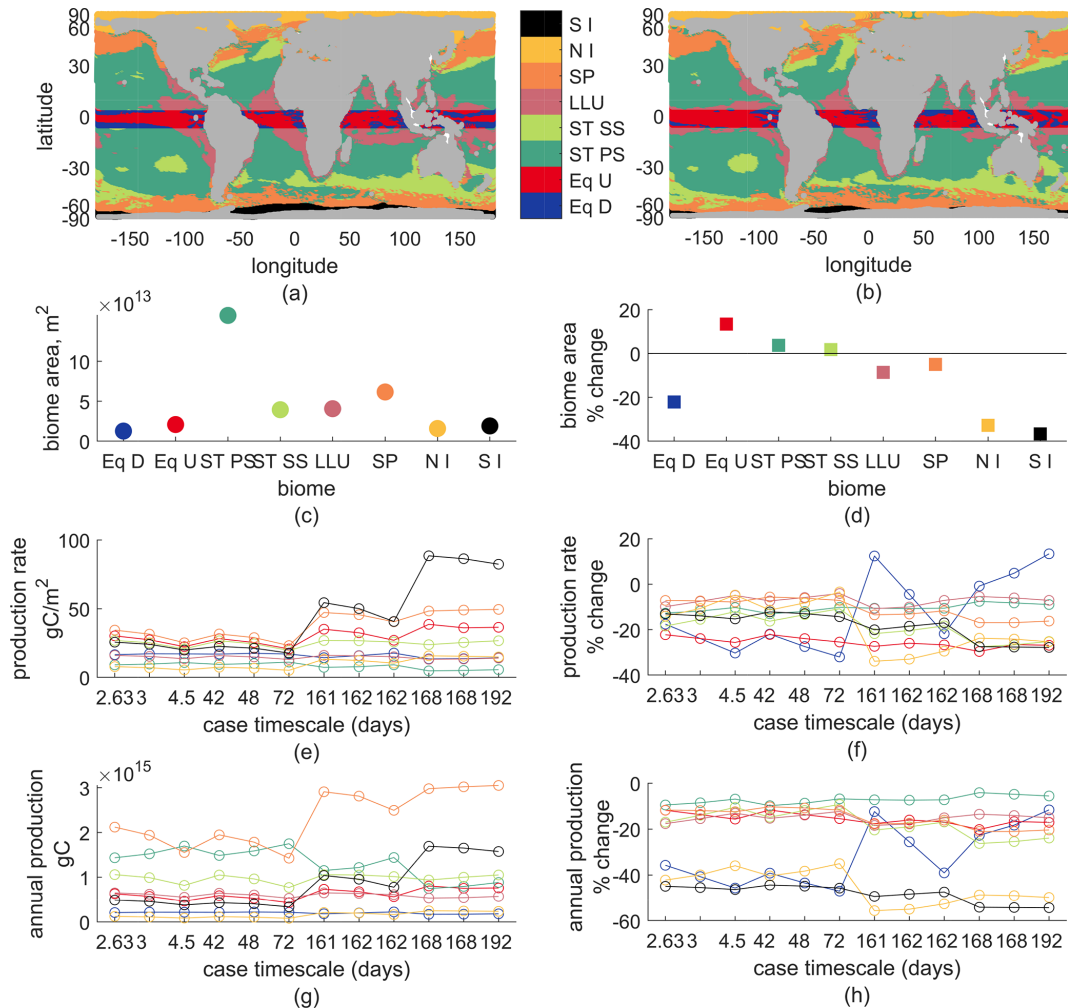 90
60
30
0
-30
-60
-90
latitude
-150 -100 -50 0 50 100 150
longitude
(a)
S I
N I
SP
LLU
ST SS
ST PS
Eq U
Eq D
90
60
30
0
-30
-60
-90
-150 -100 -50 0 50 100 150
longitude
(b)
×10 13
10
5
0
biome area, m2
Eq D Eq U ST PS ST SS LLU SP N I S I
biome
(c)
20
0
-20
-40
biome area
% change
Eq D Eq U ST PS ST SS LLU SP N I S I
biome
(d)
100
50
0
production rate
gC/m2
2.63 3 4.5 42 48 72 161 162 162 168 168 192
case timescale (days)
(e)
20
0
-20
-40
production rate
% change
2.63 3 4.5 42 48 72 161 162 162 168 168 192
case timescale (days)
(f)
×10 15
3
2
1
0
annual production
gC
2.63 3 4.5 42 48 72 161 162 162 168 168 192
case timescale (days)
(g)
0
-20
-40
-60
annual production
% change
2.63 3 4.5 42 48 72 161 162 162 168 168 192
case timescale (days)
(h)